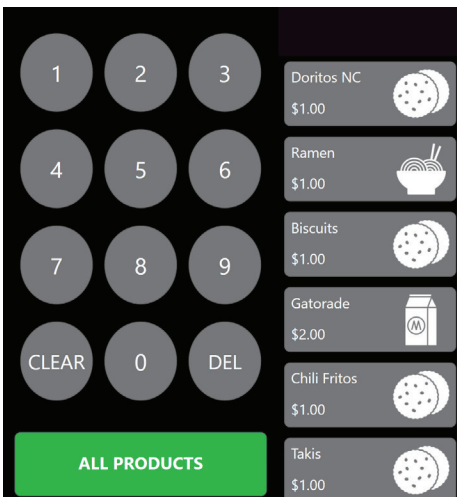 1 2 3
4 5 6
7 8 9
CLEAR 0 DEL
ALL PRODUCTS
Doritos NC
$1.00
Ramen
$1.00
Biscuits
$1.00
Gatorade
$2.00
M
Chili Fritos
$1.00
Takis
$1.00